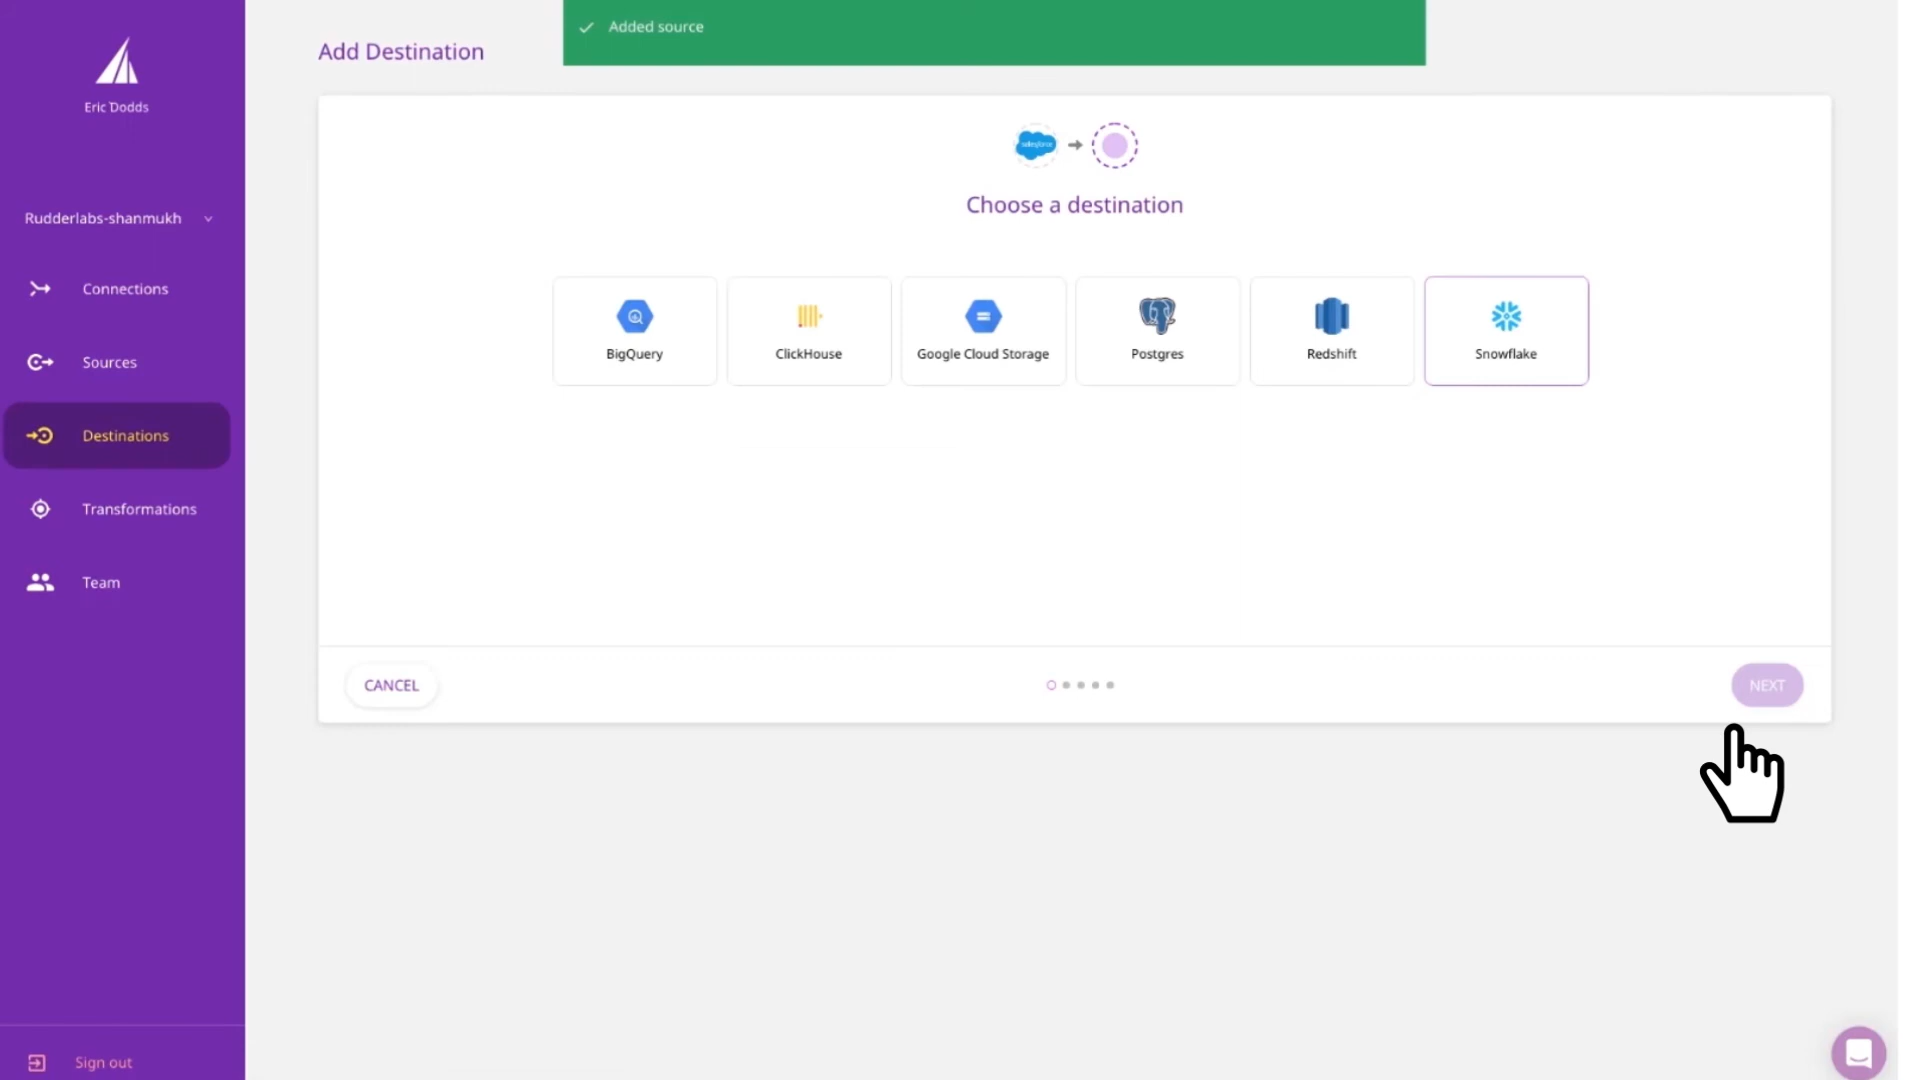 Added source
Add Destination
Eric Dodds
salesforce
Choose a destination
Rudderlabs-shanmukh
Connections
Sources
Destinations
Transformations
Team
BigQuery
ClickHouse
Google Cloud Storage
Postgres
Redshift
Snowflake
CANCEL
NEXT
Sign out